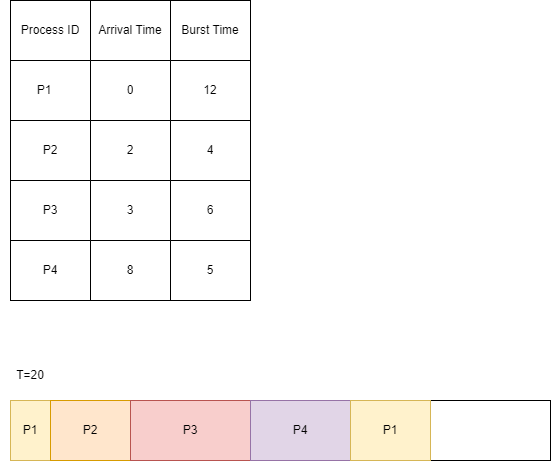 Process ID Arrival Time Burst Time
P1 0 12
P2 2 4
P3 3 6
P4 8 5
T=20
P1 P2 P3 P4 P1